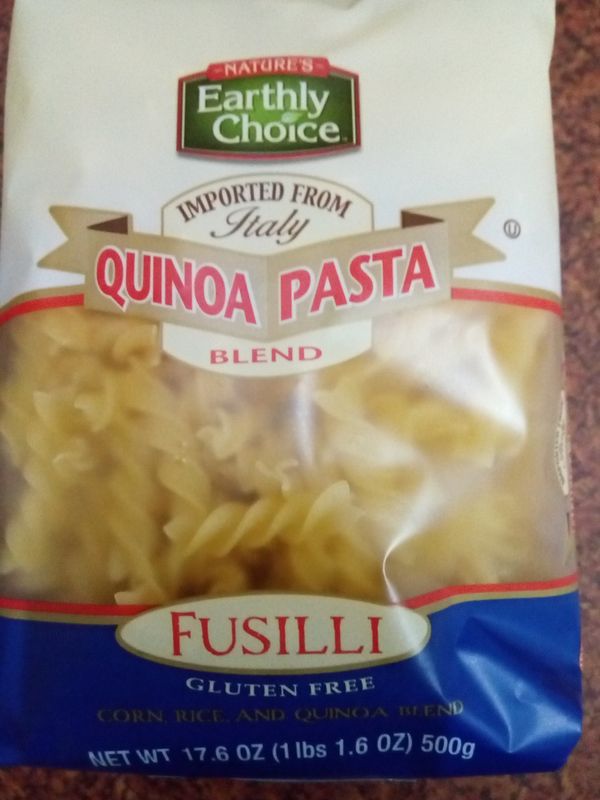 NATURE'S
Earthly
Choice
IMPORTED FROM
Italy
QUINOA PASTA
BLEND
U
FUSILLI
GLUTEN FREE
CORN, RICE, AND QUINOA BLEND
NET WT 17.6 OZ (1 lbs 1.6 OZ) 500g